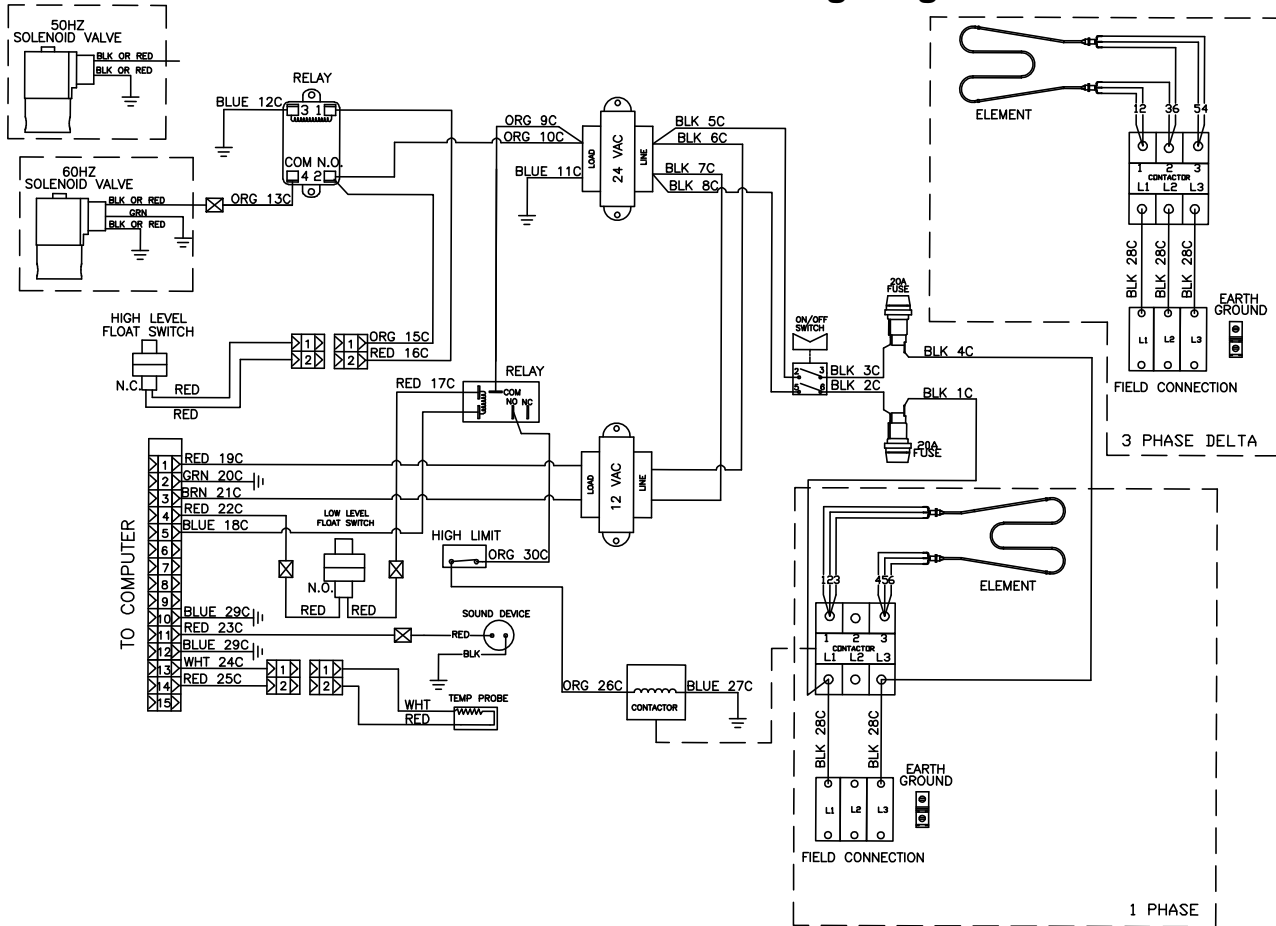 50HZ
SOLENOID VALVE
BLK OR RED
BLK OR RED
60HZ
SOLENOID VALVE
BLK OR RED
GRN
BLK OR RED
RELAY
BLUE 12C
3 1
COM N.O.
4 2
ORG 13C
HIGH LEVEL
FLOAT SWITCH
N.C.
RED
RED
1
2
1
2
ORG 15C
RED 16C
ORG 9C
ORG 10C
BLUE 11C
LOAD
24 VAC
LINE
BLK 5C
BLK 6C
BLK 7C
BLK 8C
RED 17C
RELAY
COM
NO NC
ON/OFF
SWITCH
2 3
5 6
BLK 3C
BLK 2C
20A
FUSE
BLK 4C
BLK 1C
20A
FUSE
ELEMENT
12 36 54
1 2 3
CONTACTOR
L1 L2 L3
BLK 28C
BLK 28C
BLK 28C
L1 L2 L3
EARTH
GROUND
FIELD CONNECTION
3 PHASE DELTA
TO COMPUTER
1 RED 19C
2 GRN 20C
3 BRN 21C
4 RED 22C
5 BLUE 18C
6
7
8
9
10 BLUE 29C
11 RED 23C
12 BLUE 29C
13 WHT 24C
14 RED 25C
15
1
2
1
2
LOW LEVEL
FLOAT SWITCH
N.O.
RED
RED
HIGH LIMIT
ORG 30C
LOAD
12 VAC
LINE
SOUND DEVICE
RED
BLK
TEMP PROBE
WHT
RED
ORG 26C
CONTACTOR
BLUE 27C
ELEMENT
123 456
1 2 3
CONTACTOR
L1 L2 L3
BLK 28C
BLK 28C
L1 L2 L3
EARTH
GROUND
FIELD CONNECTION
1 PHASE